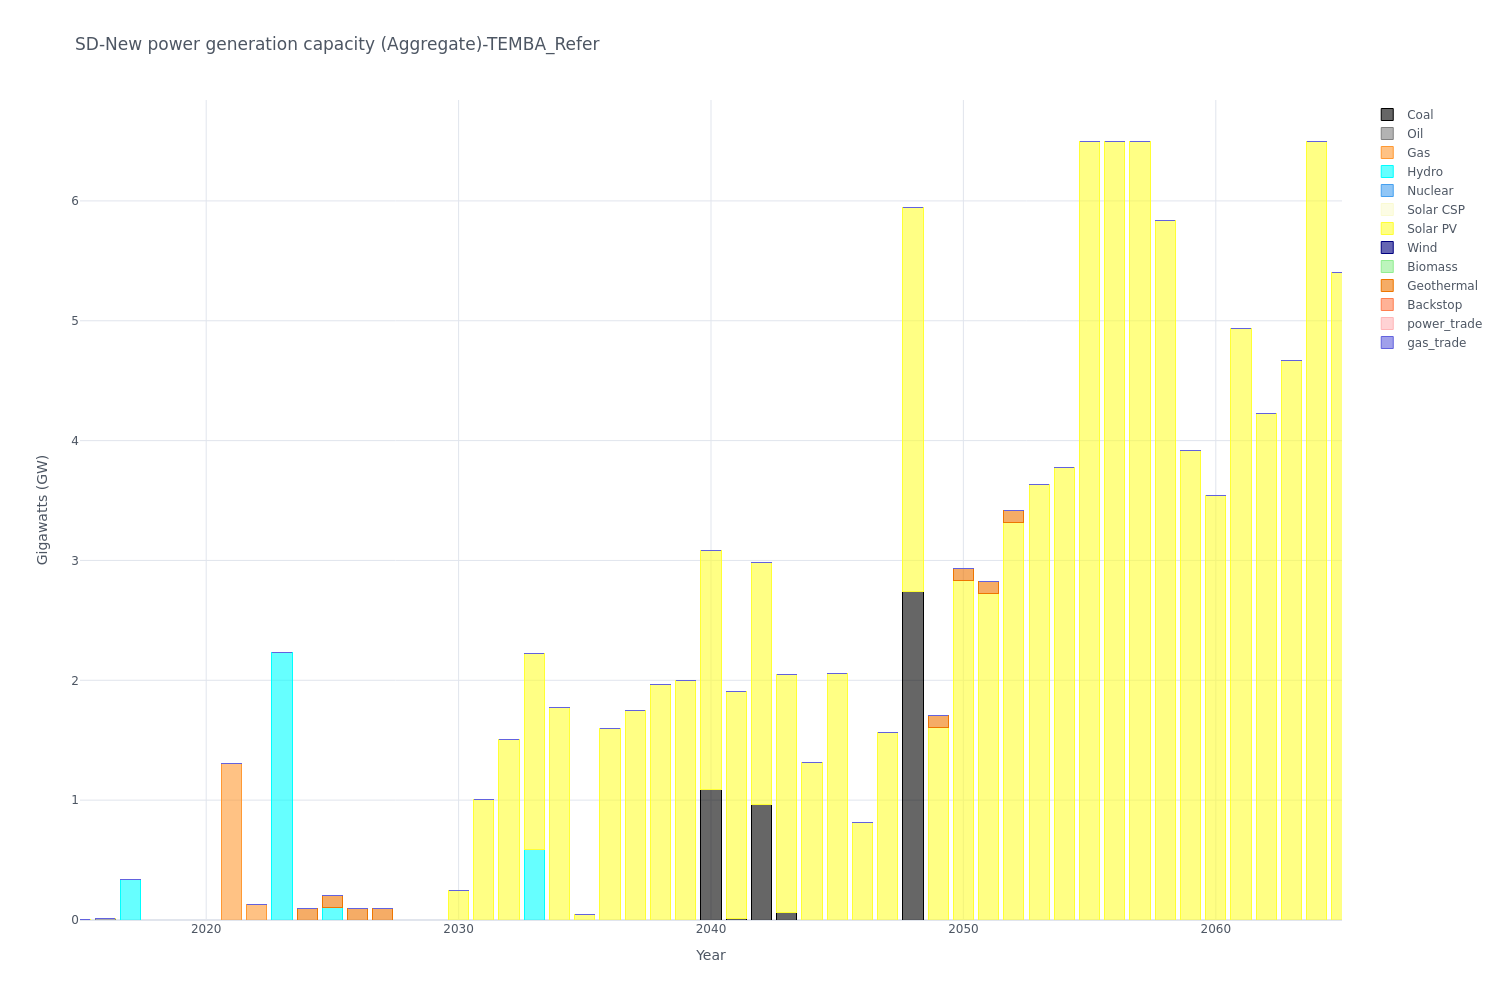 SD-New power generation capacity (Aggregate)-TEMBA_Refer
Coal
Oil
Gas
Hydro
Nuclear
Solar CSP
Solar PV
Wind
Biomass
Geothermal
Backstop
power_trade
gas_trade
Gigawatts (GW)
6
5
4
3
2
1
0
2020
2030
2040
2050
2060
Year